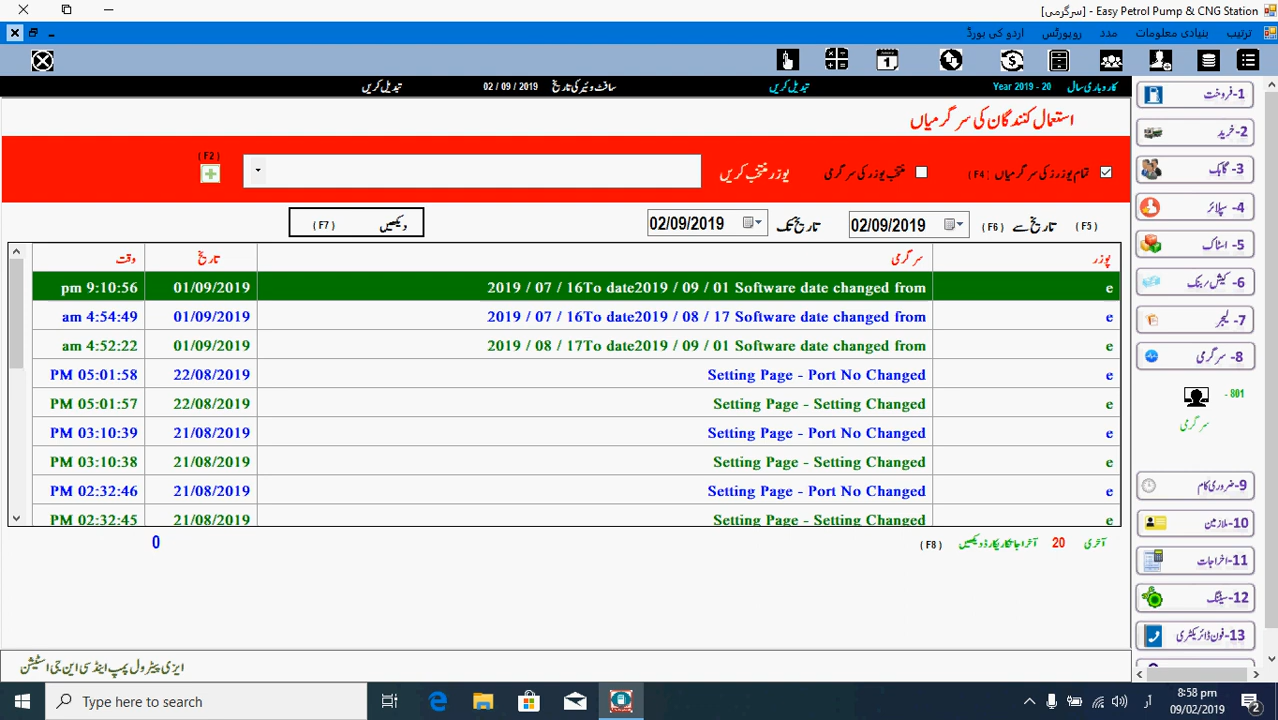 [سرگرمی] - Easy Petrol Pump & CNG Station
ترتیب بنیادی معلومات مدد رپورٹس اردو کی بورڈ
کاروباری سال Year 2019 - 20 تبدیل کریں سافٹ وئیر کی تاریخ 02 / 09 / 2019 تبدیل کریں
استعمال کنندگان کی سرگرمیاں
تمام یوزرز کی سرگرمیاں : (F4) منتخب یوزر کی سرگرمی یوزر منتخب کریں (F2)
(F5) تاریخ سے (F6) 02/09/2019 تاریخ تک 02/09/2019 ویکھیں (F7)
یوزر سرگرمی تاریخ وقت
e 2019 / 07 / 16To date2019 / 09 / 01 Software date changed from 01/09/2019 pm 9:10:56
e 2019 / 07 / 16To date2019 / 08 / 17 Software date changed from 01/09/2019 am 4:54:49
e 2019 / 08 / 17To date2019 / 09 / 01 Software date changed from 01/09/2019 am 4:52:22
e Setting Page - Port No Changed 22/08/2019 PM 05:01:58
e Setting Page - Setting Changed 22/08/2019 PM 05:01:57
e Setting Page - Port No Changed 21/08/2019 PM 03:10:39
e Setting Page - Setting Changed 21/08/2019 PM 03:10:38
e Setting Page - Port No Changed 21/08/2019 PM 02:32:46
e Setting Page - Setting Changed 21/08/2019 PM 02:32:45
آخری 20 (F8)
0
1-فروخت
2-خرید
3- گاہک
4- سپلائر
5- اسٹاک
6- کیش ربینک
7- لیجر
8- سرگرمی
801 -
سرگرمی
9-ضروری کام
10-ملازمین
11-اخراجات
12-سیٹنگ
13-فون ڈائریکٹری
ایزی پیٹرول پمپ اینڈ سی این جی اسٹیشن
Type here to search
8:58 pm
09/02/2019
2